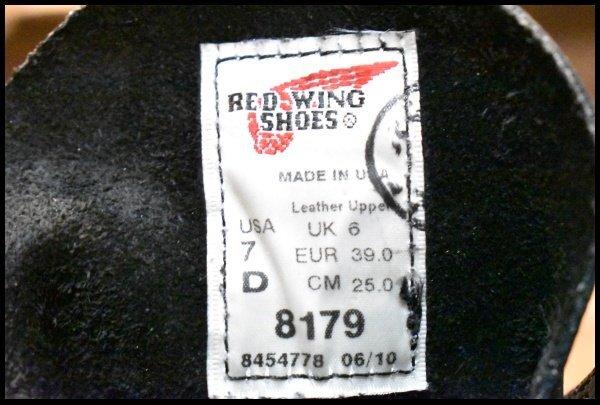 RED WING
SHOES®
MADE IN USA
Leather Upper
USA UK 6
7 EUR 39.0
D CM 25.0
8179
8454778 06/10